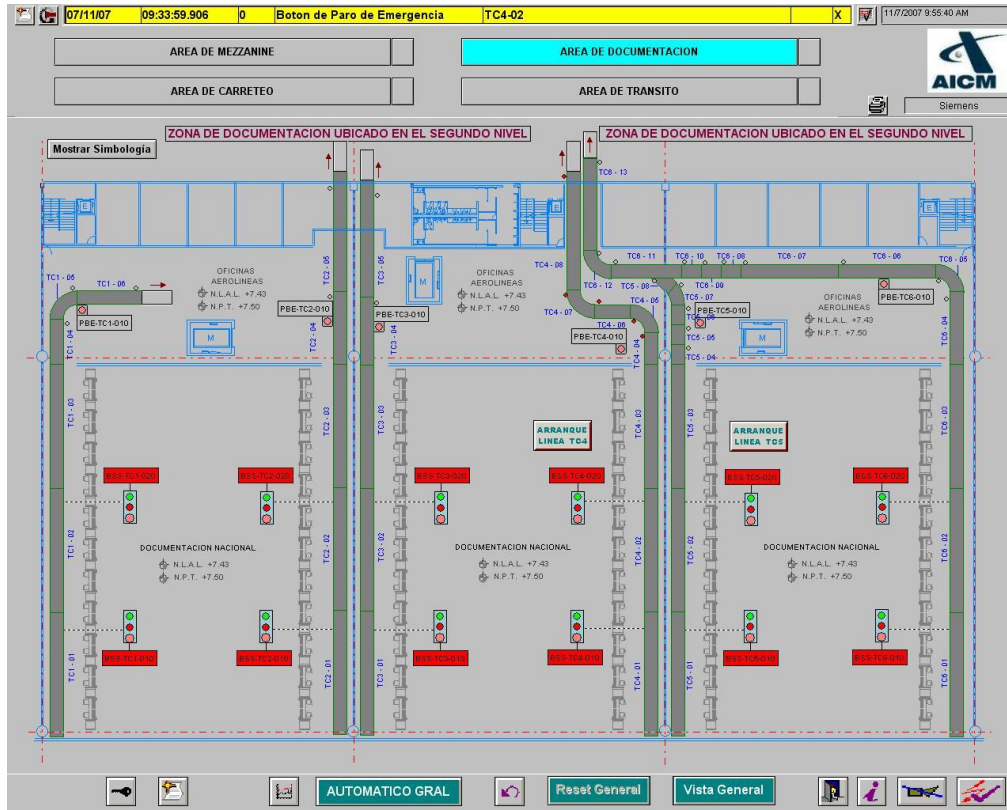 07/11/07 09:33:59.906 0 Boton de Paro de Emergencia TC4-02 X 11/7/2007 9:55:40 AM
AREA DE MEZZANINE
AREA DE DOCUMENTACION
AREA DE CARRETEO
AREA DE TRANSITO
AICM
Siemens
ZONA DE DOCUMENTACION UBICADO EN EL SEGUNDO NIVEL
ZONA DE DOCUMENTACION UBICADO EN EL SEGUNDO NIVEL
Mostrar Simbología
TC6 - 13
E
E
TC6 - 11
TC6 - 10
TC6 - 08
TC6 - 07
TC6 - 06
TC6 - 05
TC1 - 05
TC1 - 06
OFICINAS
AEROLINEAS
N.L.A.L. +7.43
N.P.T. +7.50
TC2 - 05
TC3 - 05
M
OFICINAS
AEROLINEAS
N.L.A.L. +7.43
N.P.T. +7.50
TC4 - 08
TC6 - 12
TC5 - 08
TC6 - 09
OFICINAS
AEROLINEAS
N.L.A.L. +7.43
N.P.T. +7.50
PBE-TC1-010
PBE-TC2-010
PBE-TC3-010
TC4 - 07
TC4 - 05
TC4 - 06
PBE-TC4-010
TC5 - 07
PBE-TC5-010
PBE-TC6-010
TC5 - 05
TC5 - 04
M
M
TC1 - 04
TC2 - 04
TC3 - 04
TC4 - 04
TC1 - 03
TC2 - 03
TC3 - 03
TC4 - 03
TC5 - 03
TC6 - 03
ARRANQUE
LINEA TC4
ARRANQUE
LINEA TC5
BSS-TC1-020
BSS-TC2-020
BSS-TC3-020
BSS-TC4-020
BSS-TC5-020
BSS-TC6-020
TC1 - 02
TC2 - 02
TC3 - 02
TC4 - 02
TC5 - 02
TC6 - 02
DOCUMENTACION NACIONAL
N.L.A.L. +7.43
N.P.T. +7.50
DOCUMENTACION NACIONAL
N.L.A.L. +7.43
N.P.T. +7.50
DOCUMENTACION NACIONAL
N.L.A.L. +7.43
N.P.T. +7.50
BSS-TC1-010
BSS-TC2-010
BSS-TC3-010
BSS-TC4-010
BSS-TC5-010
BSS-TC6-010
TC1 - 01
TC2 - 01
TC3 - 01
TC4 - 01
TC5 - 01
TC6 - 01
AUTOMATICO GRAL
Reset General
Vista General